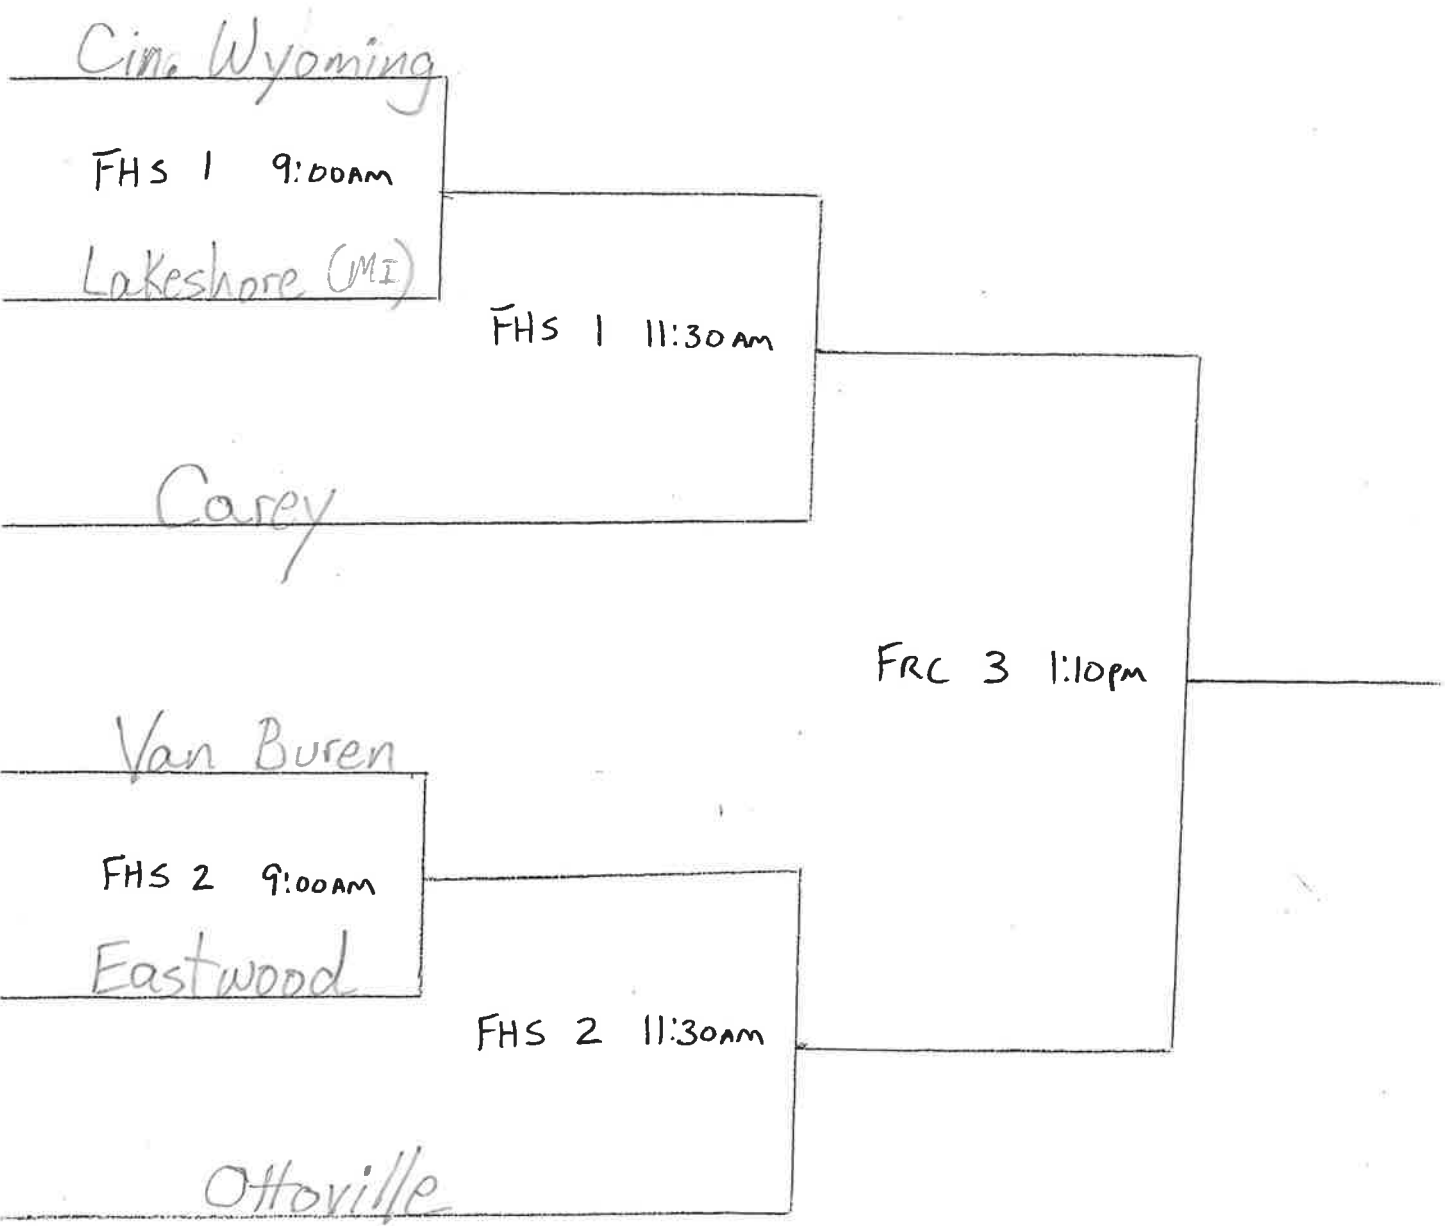 Cin. Wyoming
FHS 1 9:00AM
Lakeshore (MI)
FHS 1 11:30AM
Carey
FRC 3 1:10PM
Van Buren
FHS 2 9:00AM
Eastwood
FHS 2 11:30AM
Ottoville